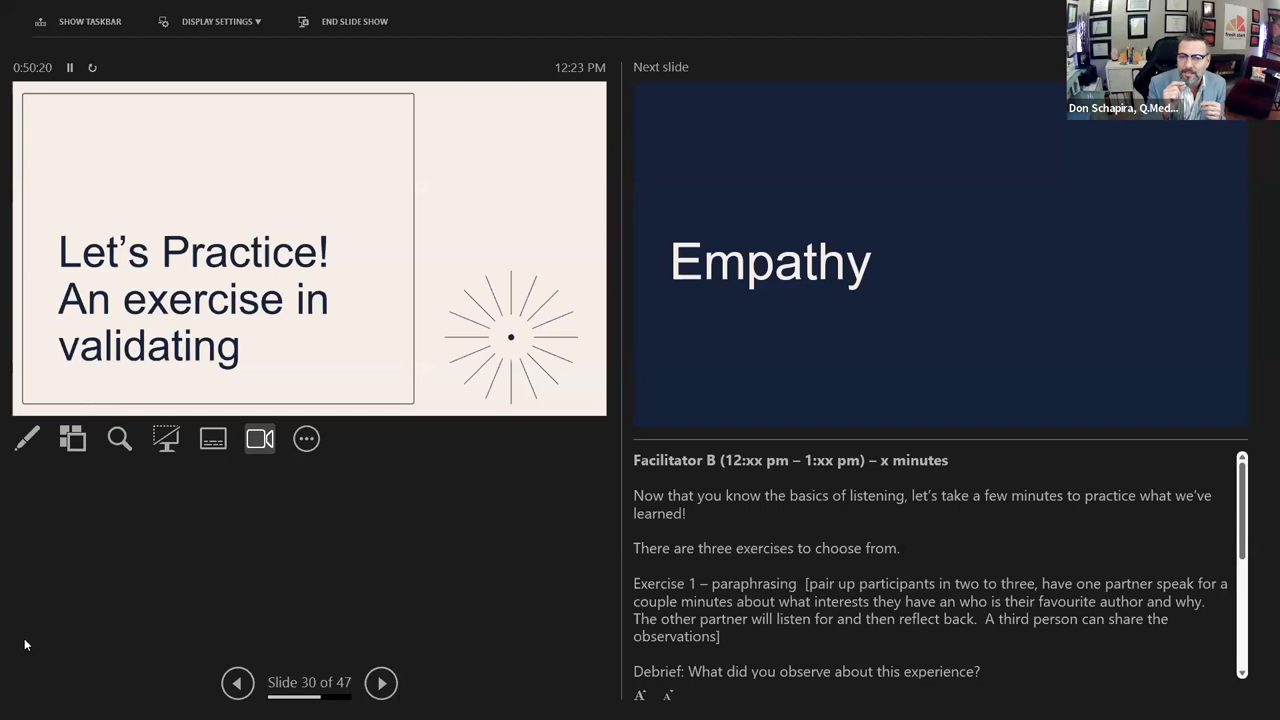 SHOW TASKBAR
DISPLAY SETTINGS ▼
END SLIDE SHOW
0:50:20
12:23 PM
Let’s Practice!
An exercise in
validating
Slide 30 of 47
Next slide
fresh start
Don Schapira, Q.Med...
Empathy
Facilitator B (12:xx pm – 1:xx pm) – x minutes
Now that you know the basics of listening, let’s take a few minutes to practice what we’ve
learned!
There are three exercises to choose from.
Exercise 1 – paraphrasing [pair up participants in two to three, have one partner speak for a
couple minutes about what interests they have an who is their favourite author and why.
The other partner will listen for and then reflect back. A third person can share the
observations]
Debrief: What did you observe about this experience?
A A